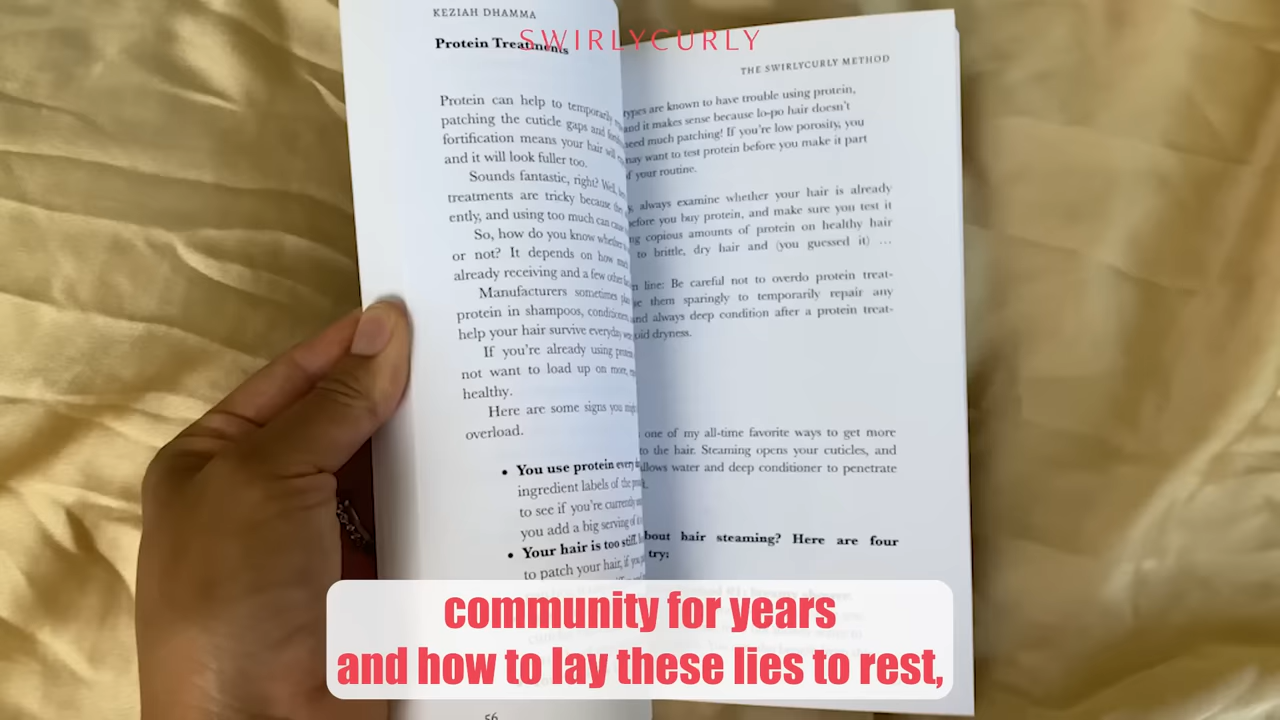 SWIRLYCURLY
KEZIAH DHAMMA
Protein Treatments
Protein can help to temporarily
patching the cuticle gaps and
fortification means your hair will
and it will look fuller too.
Sounds fantastic, right? Well,
treatments are tricky because
ently, and using too much can
So, how do you know whether
or not? It depends on how much
already receiving and a few other
Manufacturers sometimes
protein in shampoos, conditioners,
help your hair survive everyday
If you're already using protein
not want to load up on more,
healthy.
Here are some signs you
overload.
• You use protein every
ingredient labels of the
to see if you're currently
you add a big serving of
• Your hair is too stiff.
to patch your hair, if you
56
THE SWIRLYCURLY METHOD
types are known to have trouble using protein,
and it makes sense because lo-po hair doesn't
need much patching! If you're low porosity, you
may want to test protein before you make it part
of your routine.
always examine whether your hair is already
before you buy protein, and make sure you test it
copious amounts of protein on healthy hair
to brittle, dry hair and (you guessed it) ...
line: Be careful not to overdo protein treat-
them sparingly to temporarily repair any
and always deep condition after a protein treat-
dryness.
one of my all-time favorite ways to get more
to the hair. Steaming opens your cuticles, and
allows water and deep conditioner to penetrate
about hair steaming? Here are four
try:
community for years
and how to lay these lies to rest,